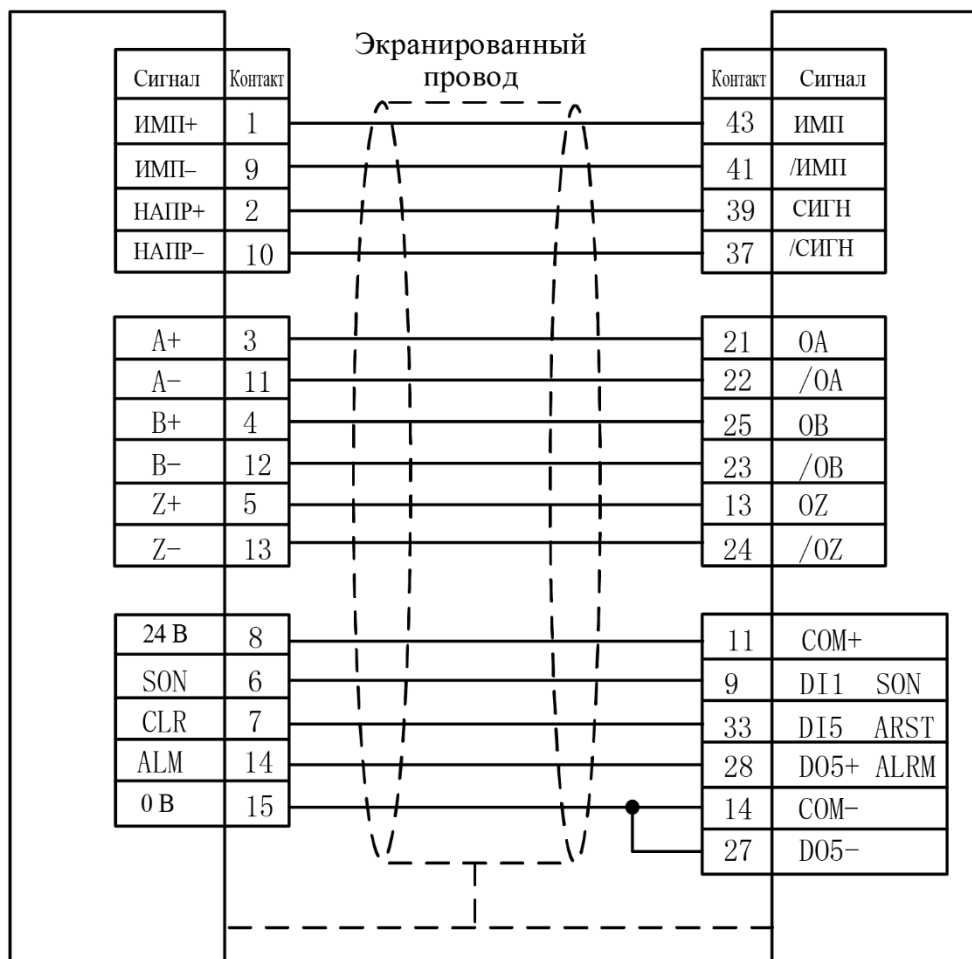 Экранированный
провод
Сигнал Контакт Контакт Сигнал
ИМП+ 1 43 ИМП
ИМП– 9 41 /ИМП
НАПР+ 2 39 СИГН
НАПР– 10 37 /СИГН
A+ 3 21 OA
A- 11 22 /OA
B+ 4 25 OB
B- 12 23 /OB
Z+ 5 13 OZ
Z- 13 24 /OZ
24 В 8 11 COM+
SON 6 9 DI1 SON
CLR 7 33 DI5 ARST
ALM 14 28 DO5+ ALRM
0 В 15 14 COM-
27 DO5-